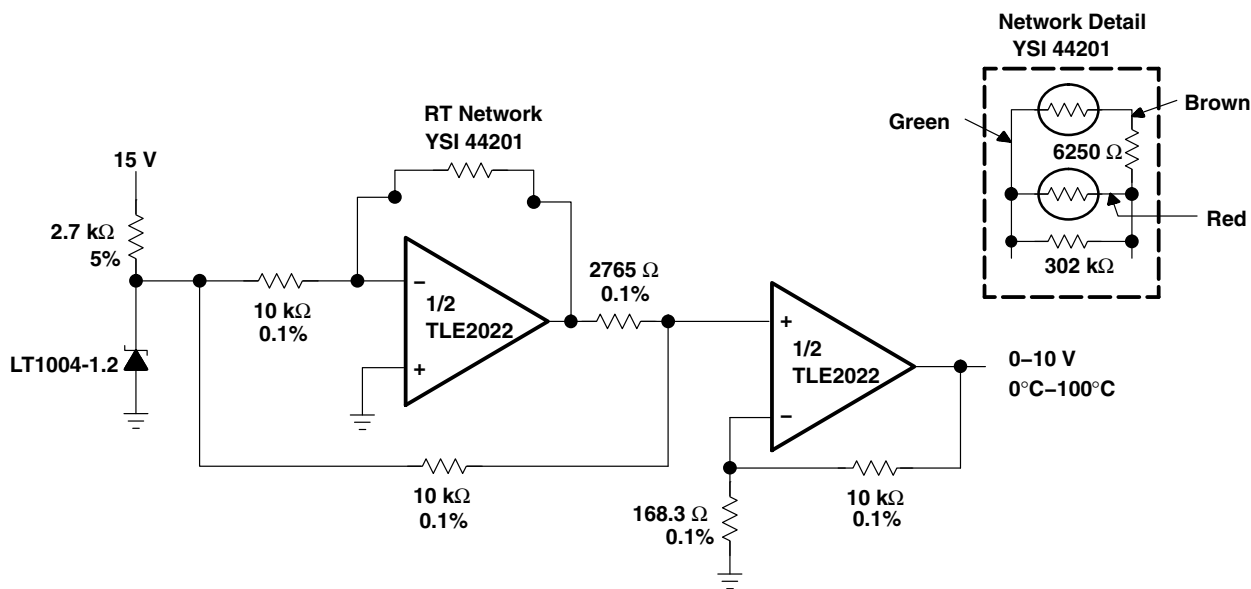 Network Detail
YSI 44201
Green
Brown
6250 Ω
Red
302 kΩ
RT Network
YSI 44201
15 V
2.7 kΩ
5%
10 kΩ
0.1%
LT1004-1.2
−
1/2
TLE2022
+
2765 Ω
0.1%
+
1/2
TLE2022
−
0–10 V
0°C–100°C
10 kΩ
0.1%
168.3 Ω
0.1%
10 kΩ
0.1%